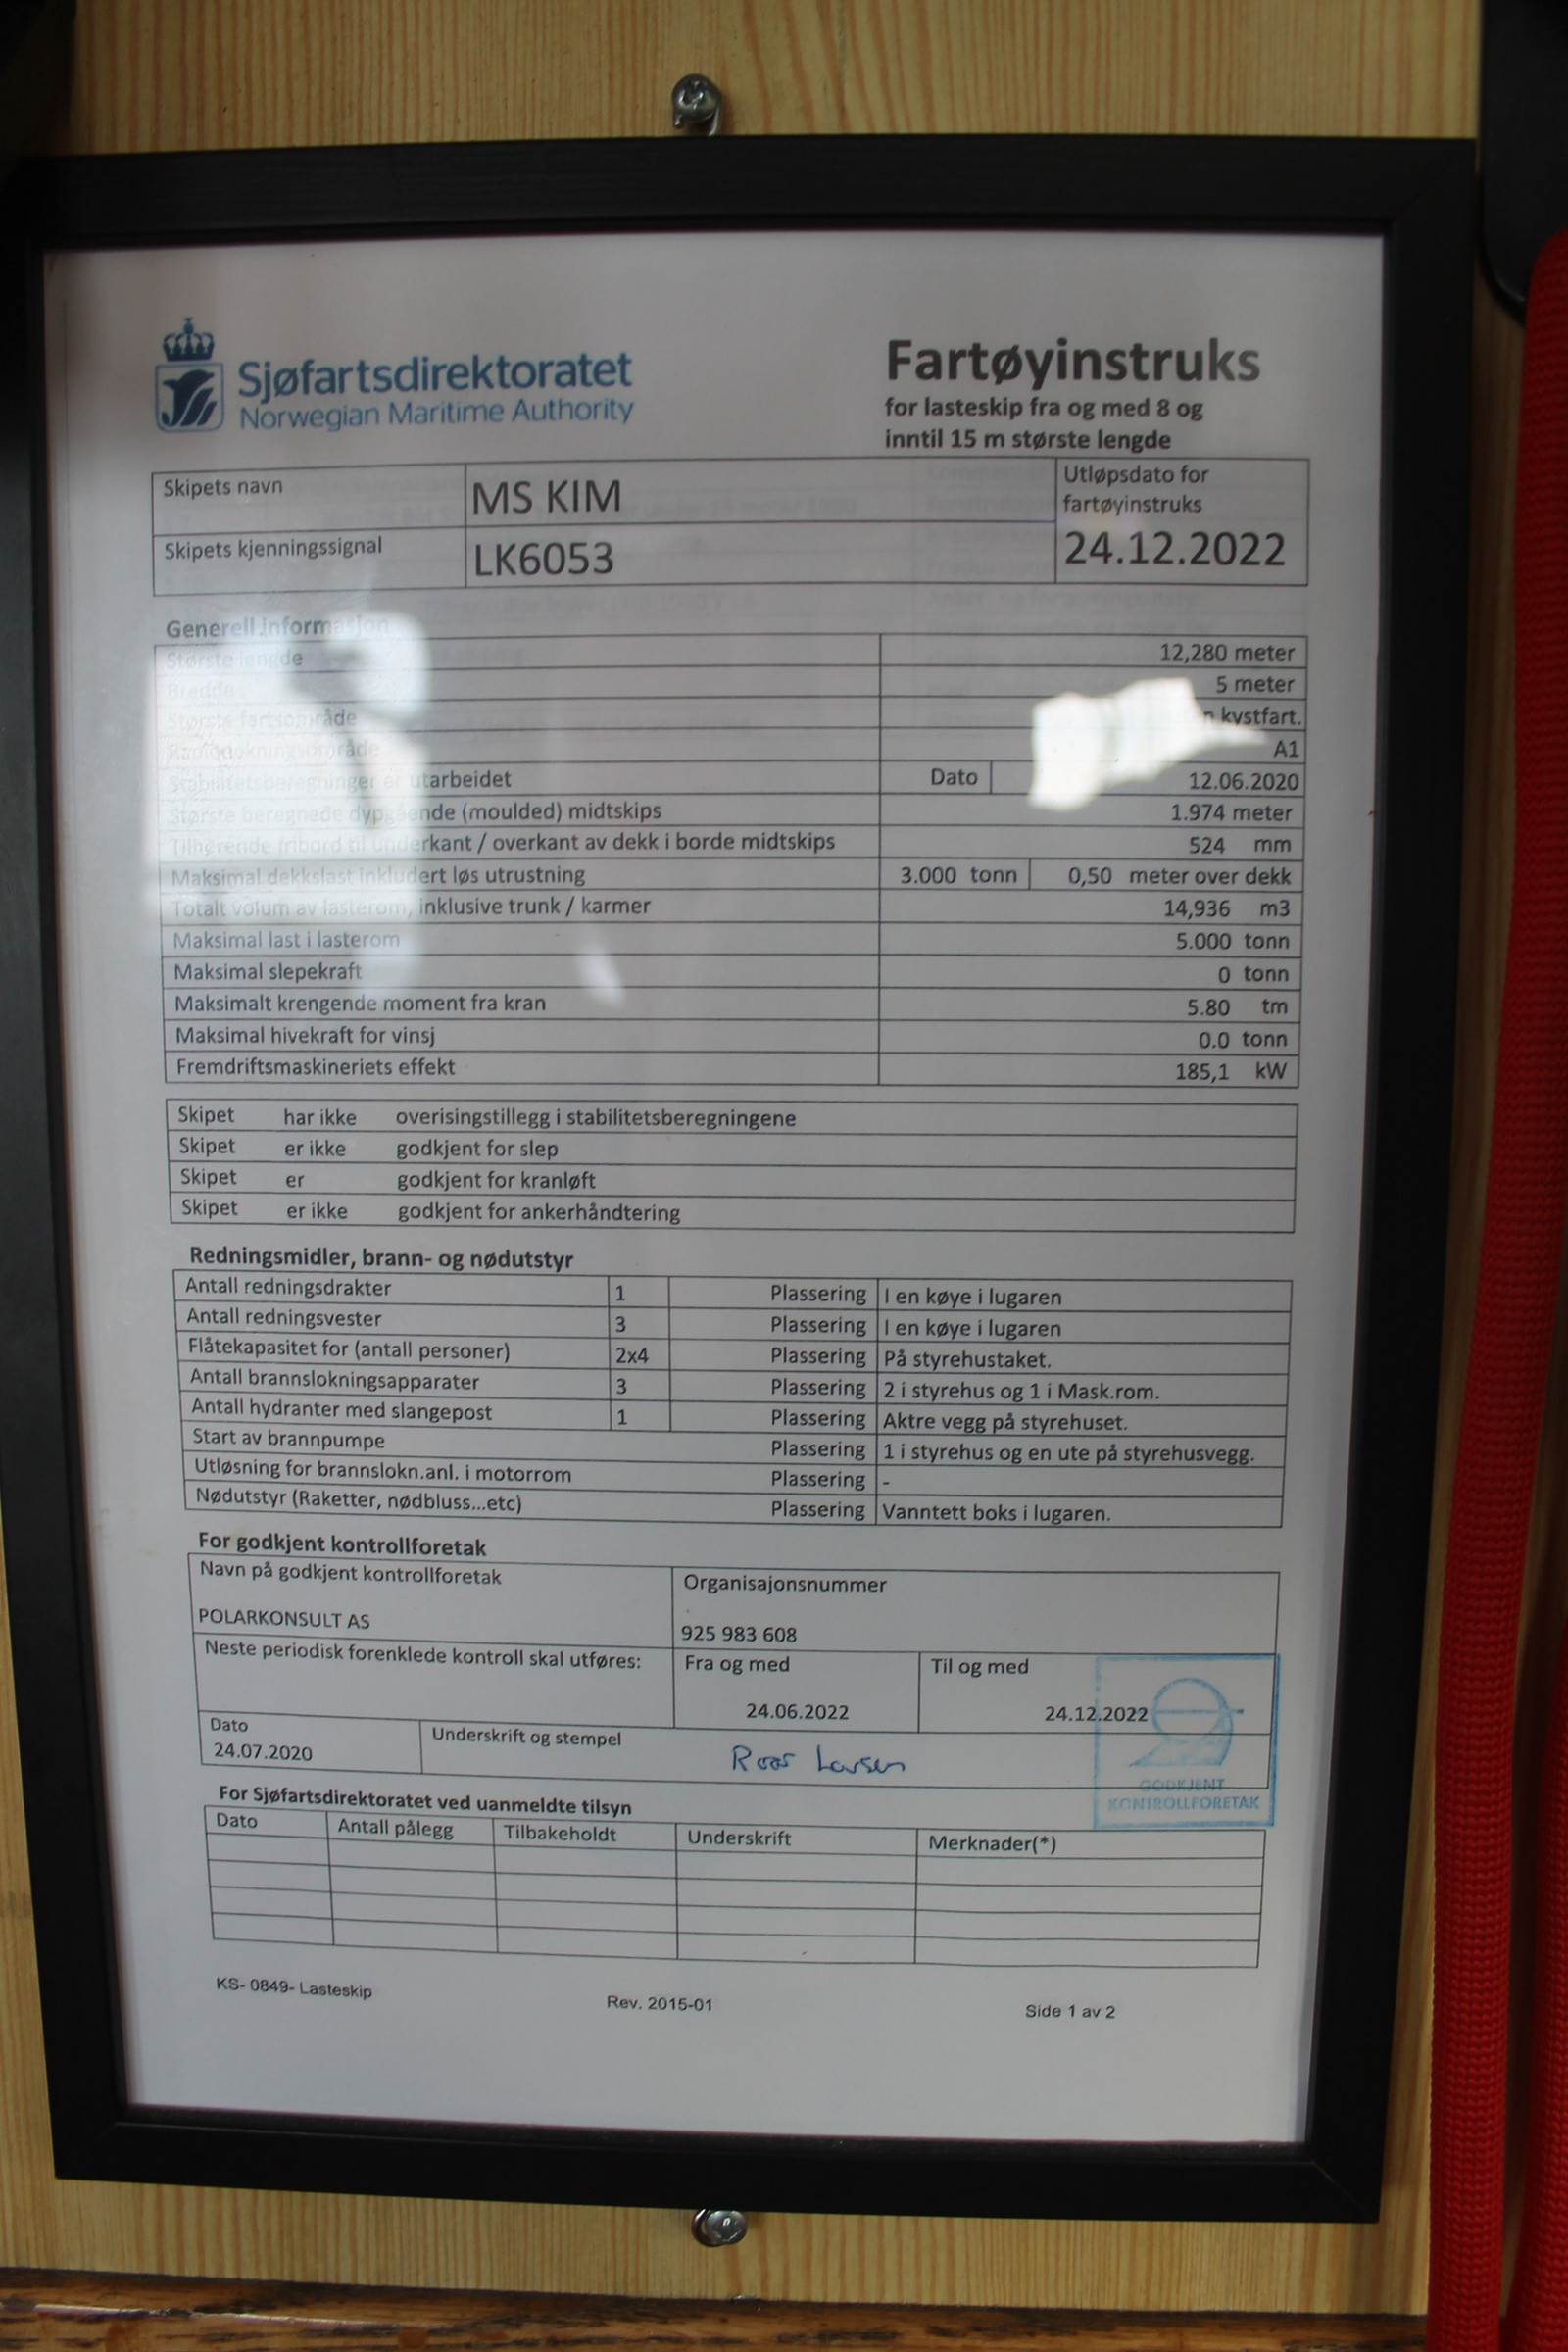 Sjøfartsdirektoratet
Norwegian Maritime Authority
Fartøyinstruks
for lasteskip fra og med 8 og
inntil 15 m største lengde
Skipets navn MS KIM
Utløpsdato for
fartøyinstruks
Skipets kjenningssignal LK6053 24.12.2022
Generell informasjon
Største lengde 12,280 meter
Bredde 5 meter
Største fartsområde kystfart.
Radiodekningsområde A1
Stabilitetsberegninger er utarbeidet Dato 12.06.2020
Største beregnede dypgående (moulded) midtskips 1.974 meter
Tilhørende fribord til underkant / overkant av dekk i borde midtskips 524 mm
Maksimal dekkslast inkludert løs utrustning 3.000 tonn 0,50 meter over dekk
Totalt volum av lasterom, inklusive trunk / karmer 14,936 m3
Maksimal last i lasterom 5.000 tonn
Maksimal slepekraft 0 tonn
Maksimalt krengende moment fra kran 5.80 tm
Maksimal hivekraft for vinsj 0.0 tonn
Fremdriftsmaskineriets effekt 185,1 kW
Skipet har ikke overisingstillegg i stabilitetsberegningene
Skipet er ikke godkjent for slep
Skipet er godkjent for kranløft
Skipet er ikke godkjent for ankerhåndtering
Redningsmidler, brann- og nødutstyr
Antall redningsdrakter 1 Plassering I en køye i lugaren
Antall redningsvester 3 Plassering I en køye i lugaren
Flåtekapasitet for (antall personer) 2x4 Plassering På styrehustaket.
Antall brannslokningsapparater 3 Plassering 2 i styrehus og 1 i Mask.rom.
Antall hydranter med slangepost 1 Plassering Aktre vegg på styrehuset.
Start av brannpumpe Plassering 1 i styrehus og en ute på styrehusvegg.
Utløsning for brannslokn.anl. i motorrom Plassering -
Nødutstyr (Raketter, nødbluss...etc) Plassering Vanntett boks i lugaren.
For godkjent kontrollforetak
Navn på godkjent kontrollforetak Organisajonsnummer
POLARKONSULT AS 925 983 608
Neste periodisk forenklede kontroll skal utføres: Fra og med Til og med
24.06.2022 24.12.2022
Dato Underskrift og stempel
24.07.2020 Roar Larsen
GODKJENT
KONTROLLFORETAK
For Sjøfartsdirektoratet ved uanmeldte tilsyn
Dato Antall pålegg Tilbakeholdt Underskrift Merknader(*)
KS- 0849- Lasteskip Rev. 2015-01 Side 1 av 2